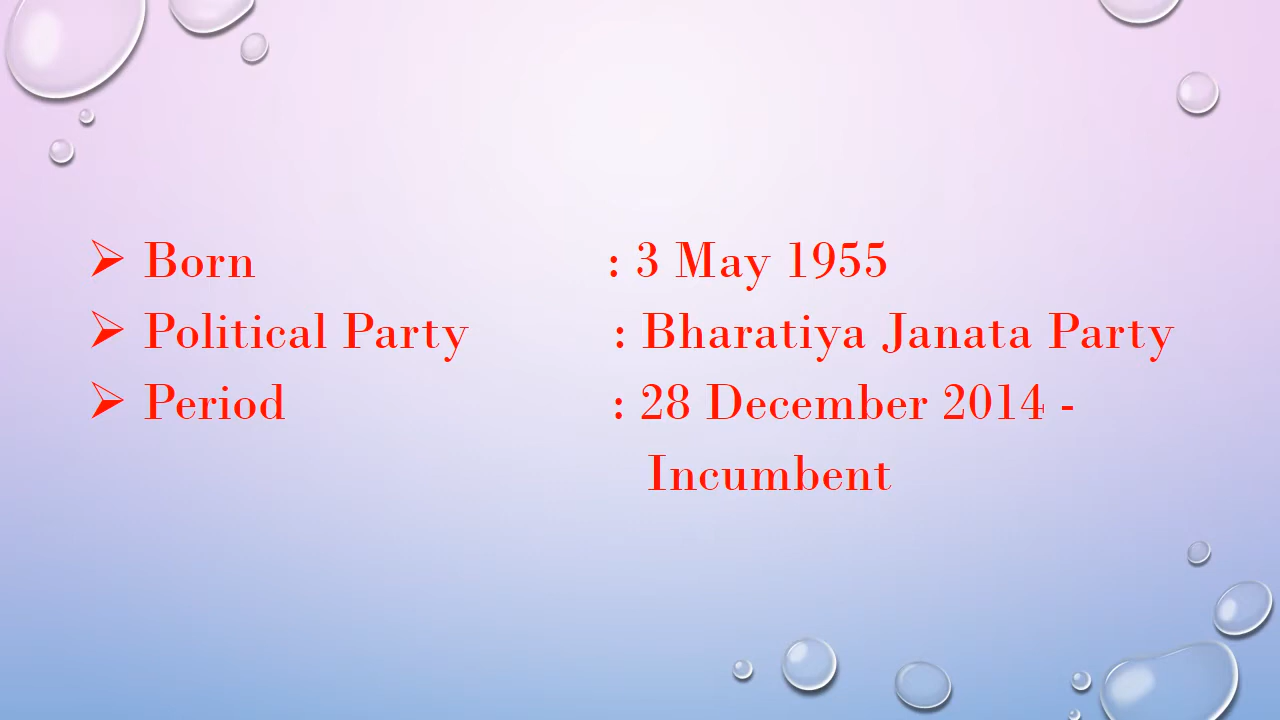 ➢ Born : 3 May 1955
➢ Political Party : Bharatiya Janata Party
➢ Period : 28 December 2014 -
Incumbent